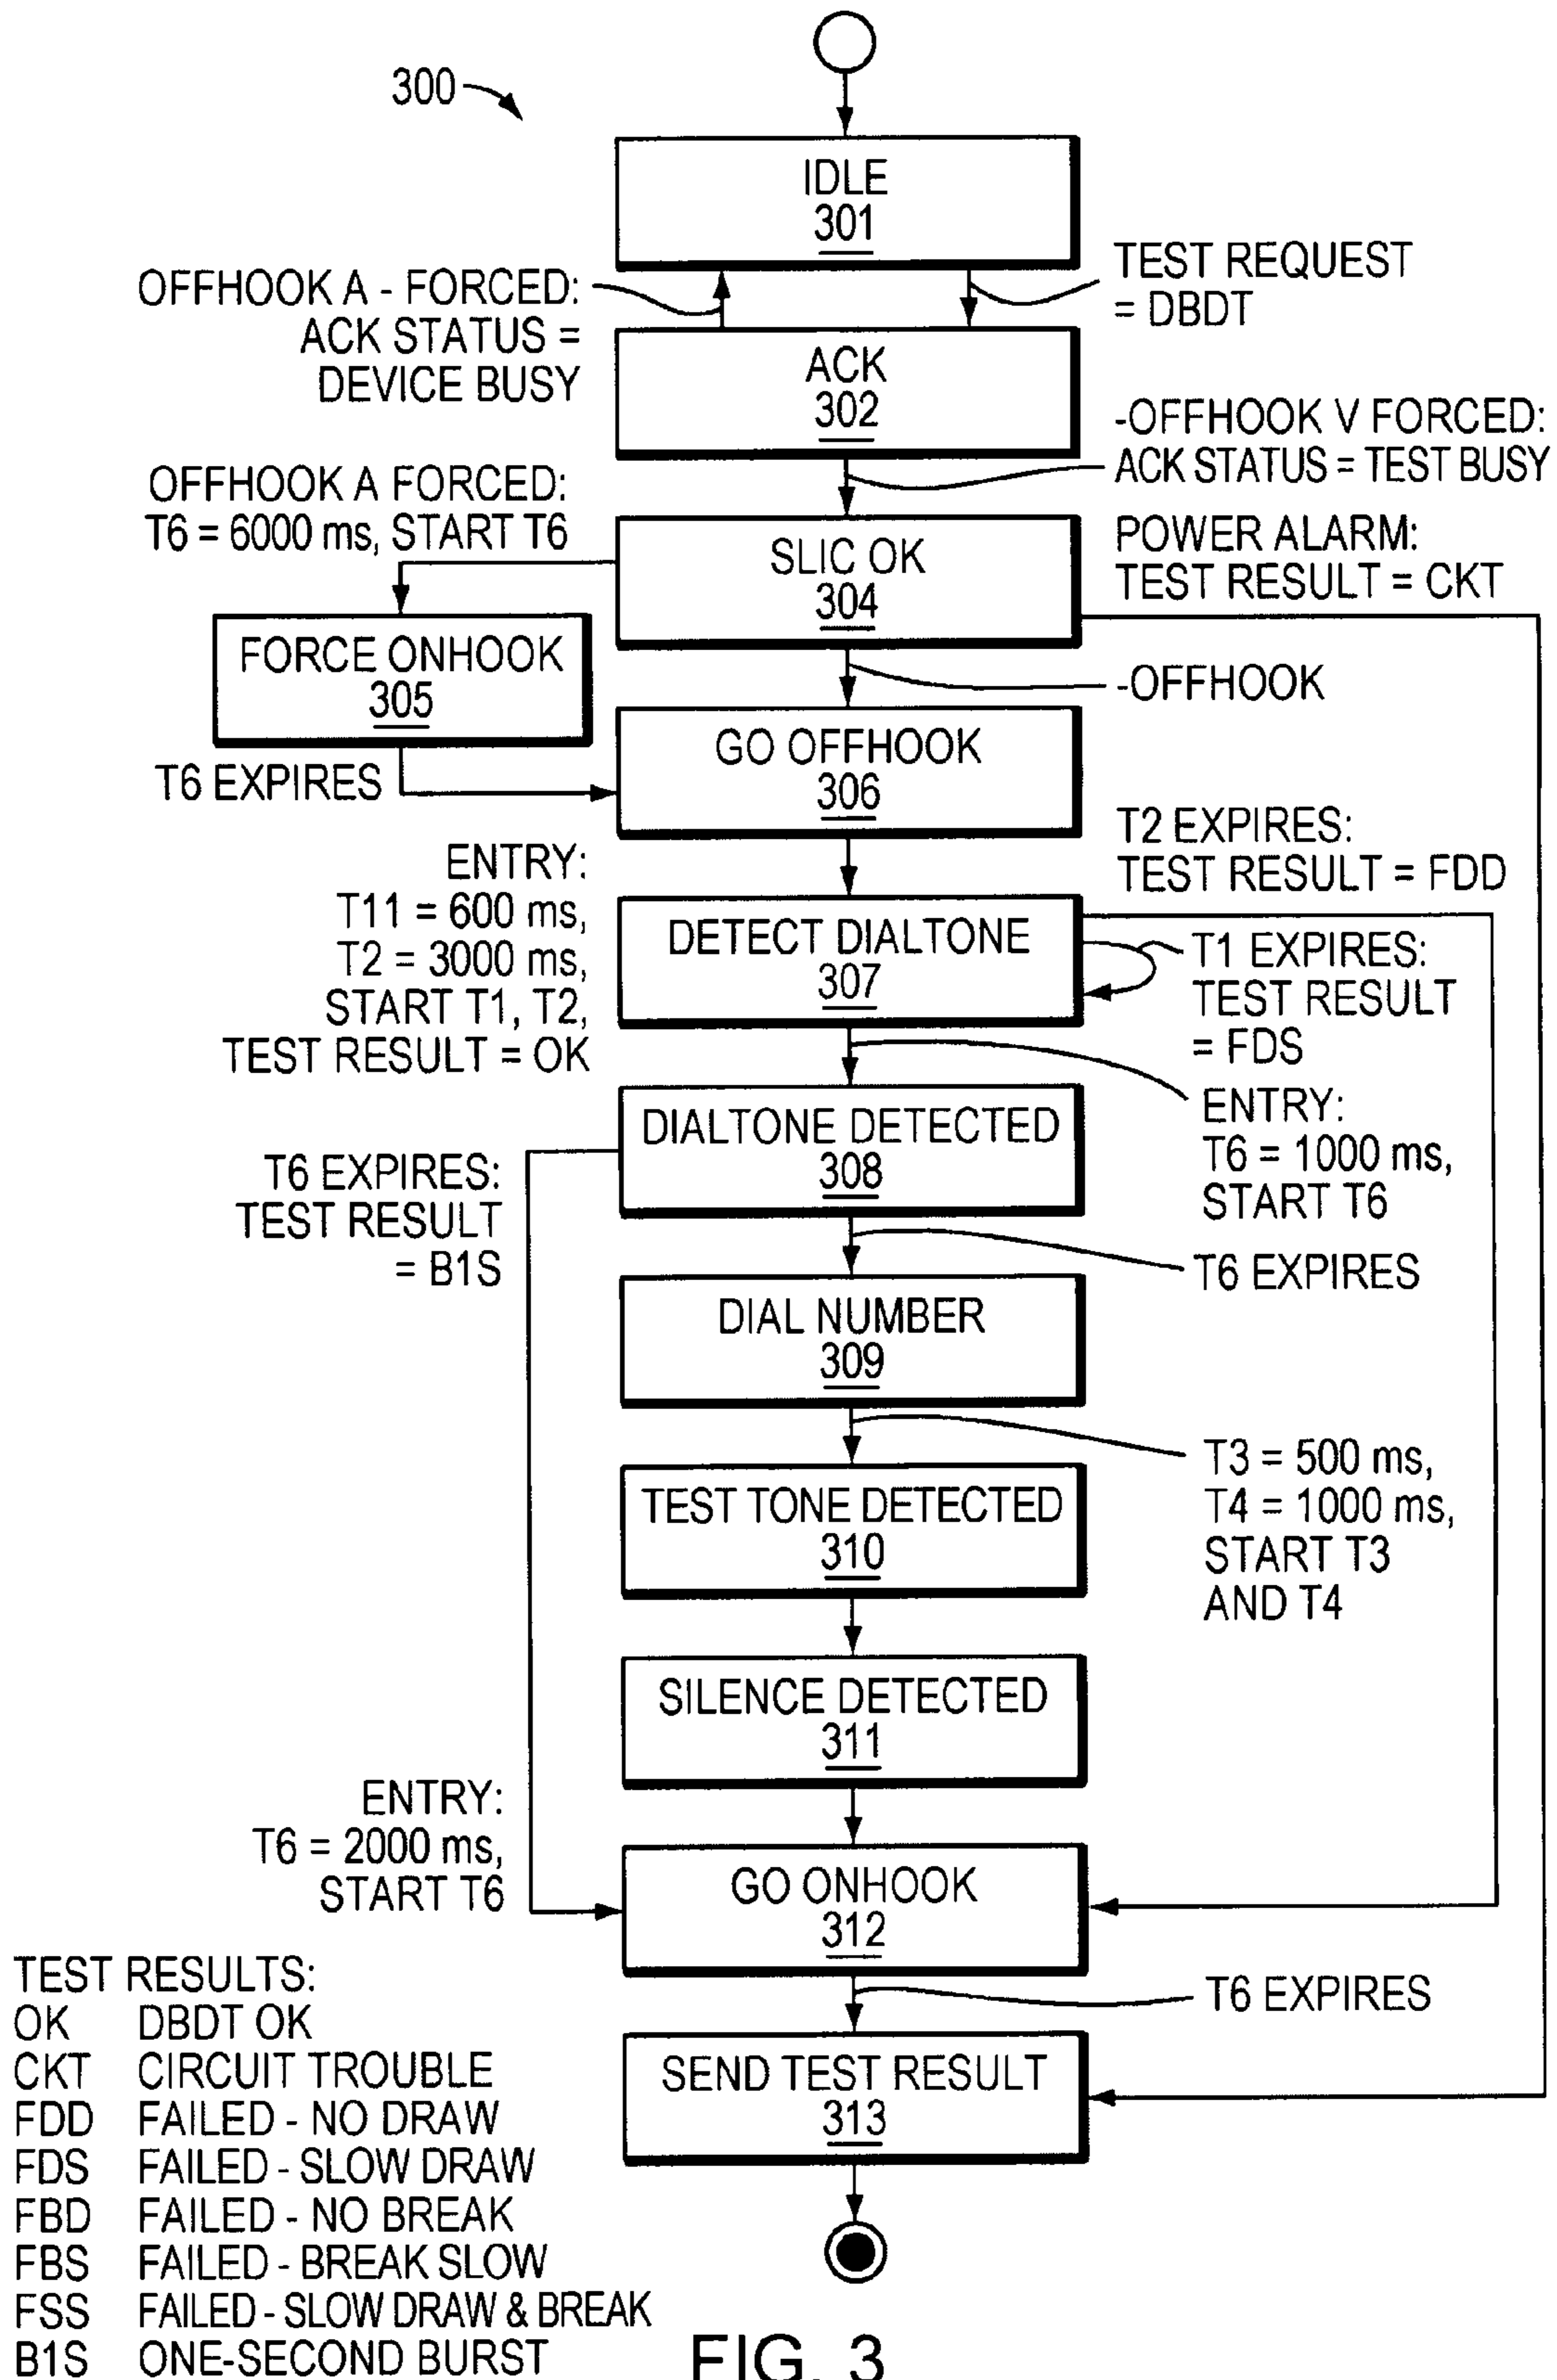 300
IDLE
301
OFFHOOK A - FORCED:
ACK STATUS =
DEVICE BUSY
TEST REQUEST
= DBDT
ACK
302
-OFFHOOK V FORCED:
ACK STATUS = TEST BUSY
OFFHOOK A FORCED:
T6 = 6000 ms, START T6
SLIC OK
304
POWER ALARM:
TEST RESULT = CKT
FORCE ONHOOK
305
-OFFHOOK
T6 EXPIRES
GO OFFHOOK
306
T2 EXPIRES:
TEST RESULT = FDD
ENTRY:
T11 = 600 ms,
T2 = 3000 ms,
START T1, T2,
TEST RESULT = OK
DETECT DIALTONE
307
T1 EXPIRES:
TEST RESULT
= FDS
ENTRY:
T6 = 1000 ms,
START T6
DIALTONE DETECTED
308
T6 EXPIRES:
TEST RESULT
= B1S
T6 EXPIRES
DIAL NUMBER
309
T3 = 500 ms,
T4 = 1000 ms,
START T3
AND T4
TEST TONE DETECTED
310
SILENCE DETECTED
311
ENTRY:
T6 = 2000 ms,
START T6
GO ONHOOK
312
T6 EXPIRES
SEND TEST RESULT
313
TEST RESULTS:
OK DBDT OK
CKT CIRCUIT TROUBLE
FDD FAILED - NO DRAW
FDS FAILED - SLOW DRAW
FBD FAILED - NO BREAK
FBS FAILED - BREAK SLOW
FSS FAILED - SLOW DRAW & BREAK
B1S ONE-SECOND BURST
FIG. 3